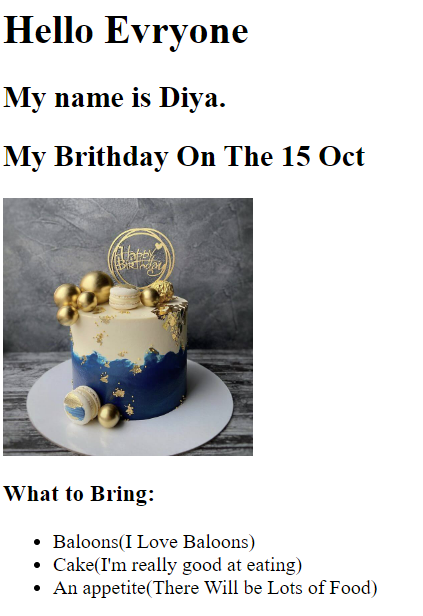 Hello Evryone
My name is Diya.
My Brithday On The 15 Oct
Happy
Birthday
What to Bring:
Baloons(I Love Baloons)
Cake(I'm really good at eating)
An appetite(There Will be Lots of Food)